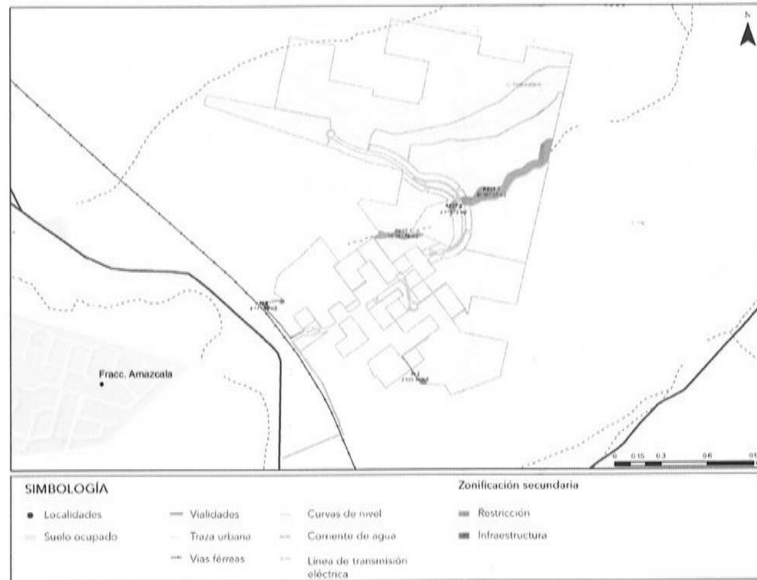 Fracc. Amazcala
0 0.15 0.3 0.6
SIMBOLOGÍA
Localidades
Suelo ocupado
Vialidades
Traza urbana
Vías férreas
Curvas de nivel
Corriente de agua
Línea de transmisión
eléctrica
Zonificación secundaria
Restricción
Infraestructura